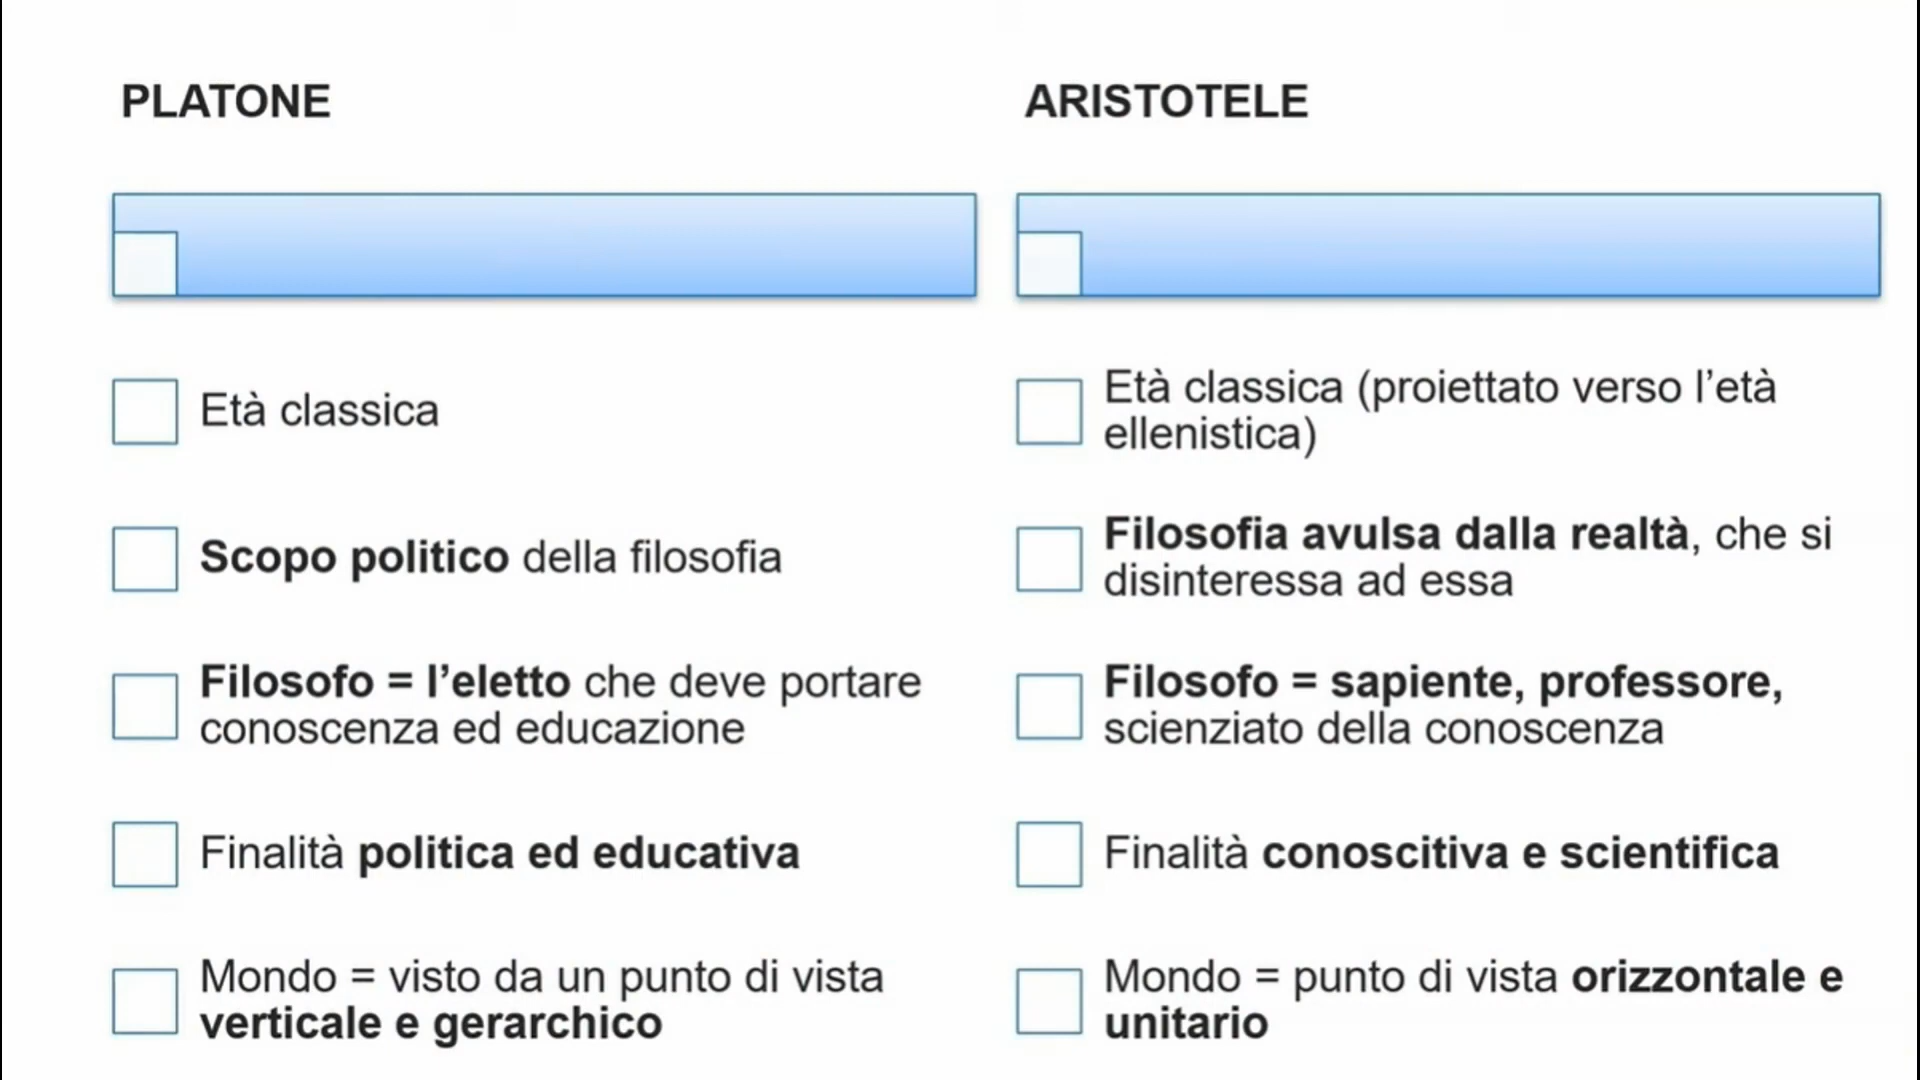 PLATONE
ARISTOTELE
Età classica
Scopo politico della filosofia
Filosofo = l’eletto che deve portare
conoscenza ed educazione
Finalità politica ed educativa
Mondo = visto da un punto di vista
verticale e gerarchico
Età classica (proiettato verso l’età
ellenistica)
Filosofia avulsa dalla realtà, che si
disinteressa ad essa
Filosofo = sapiente, professore,
scienziato della conoscenza
Finalità conoscitiva e scientifica
Mondo = punto di vista orizzontale e
unitario